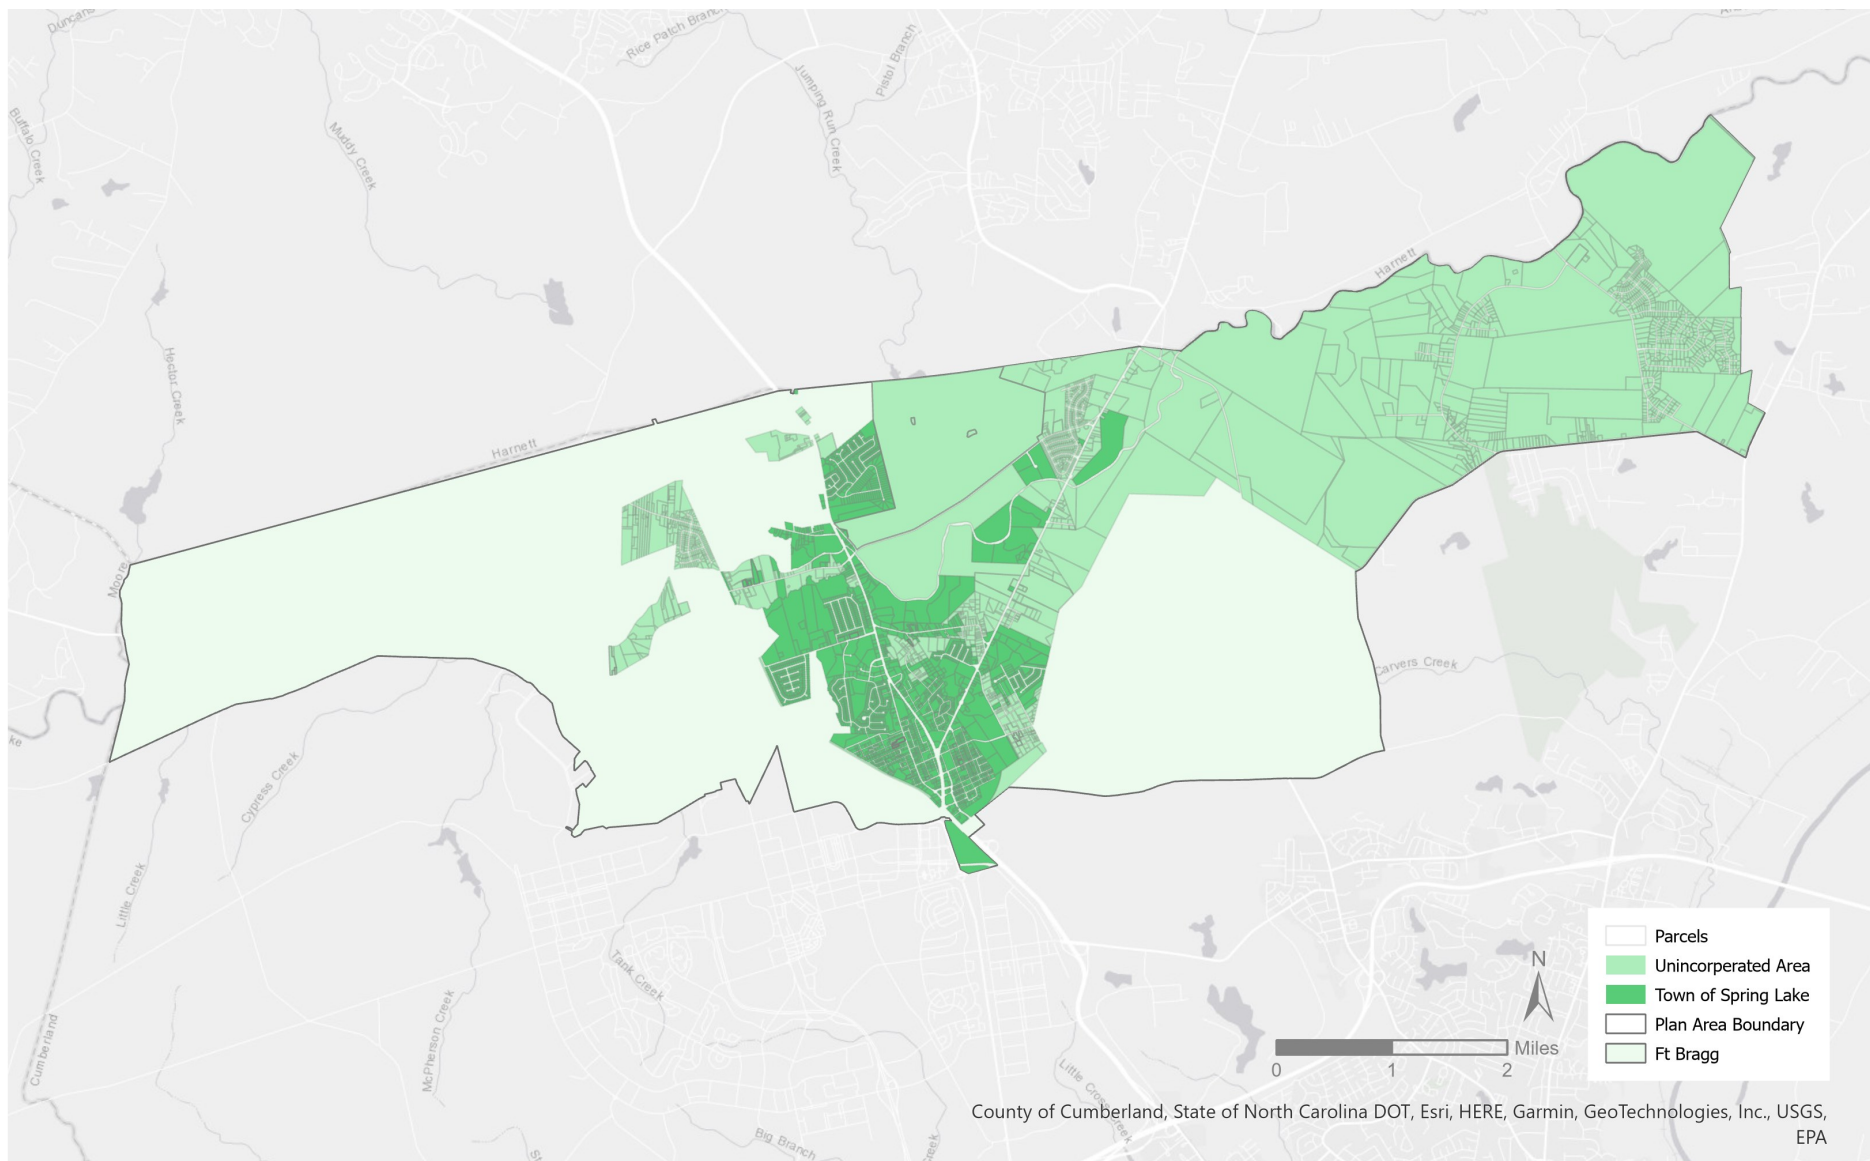 Duncans
Rice Patch Branch
Pistol Branch
Jumping Run Creek
Buffalo Creek
Muddy Creek
Harnett
Hector Creek
Harnett
Moore
Carvers Creek
ke
Cypress Creek
Little Creek
Tank Creek
McPherson Creek
Cumberland
Little Cross Creek
Big Branch
Creek
N
Miles
0 1 2
Parcels
Unincorperated Area
Town of Spring Lake
Plan Area Boundary
Ft Bragg
County of Cumberland, State of North Carolina DOT, Esri, HERE, Garmin, GeoTechnologies, Inc., USGS,
EPA